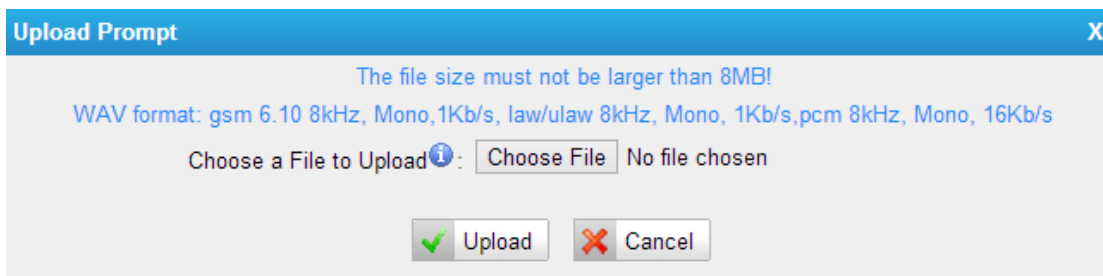 Upload Prompt X
The file size must not be larger than 8MB!
WAV format: gsm 6.10 8kHz, Mono,1Kb/s, law/ulaw 8kHz, Mono, 1Kb/s,pcm 8kHz, Mono, 16Kb/s
Choose a File to Upload i : Choose File No file chosen
Upload Cancel